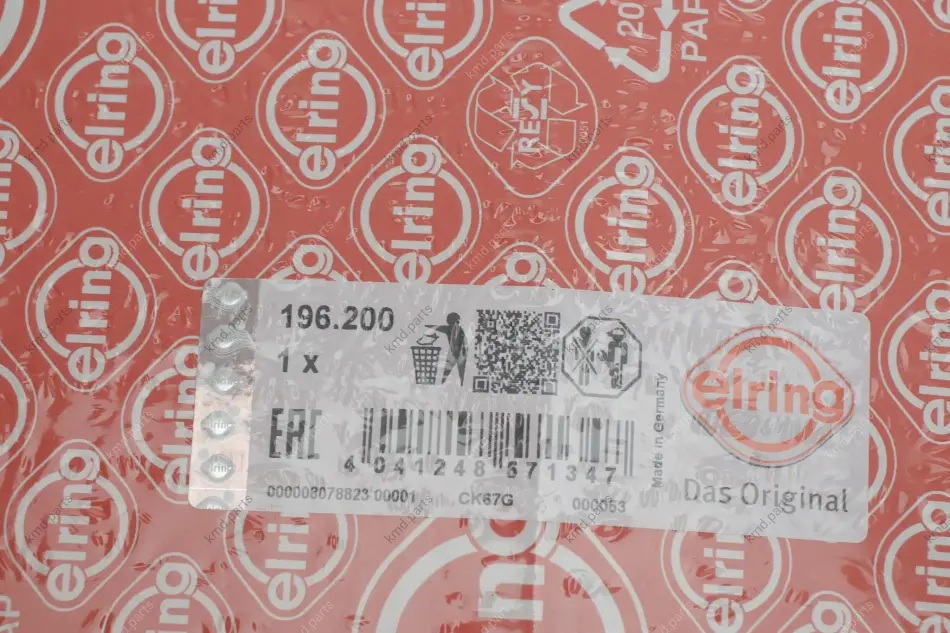 elring
RESY
20
PAP
196.200
1 x
EAC
4 041248 671347
000008078823 00001
CK67G
000053
Made in Germany
elring
Das Original
kmd.parts